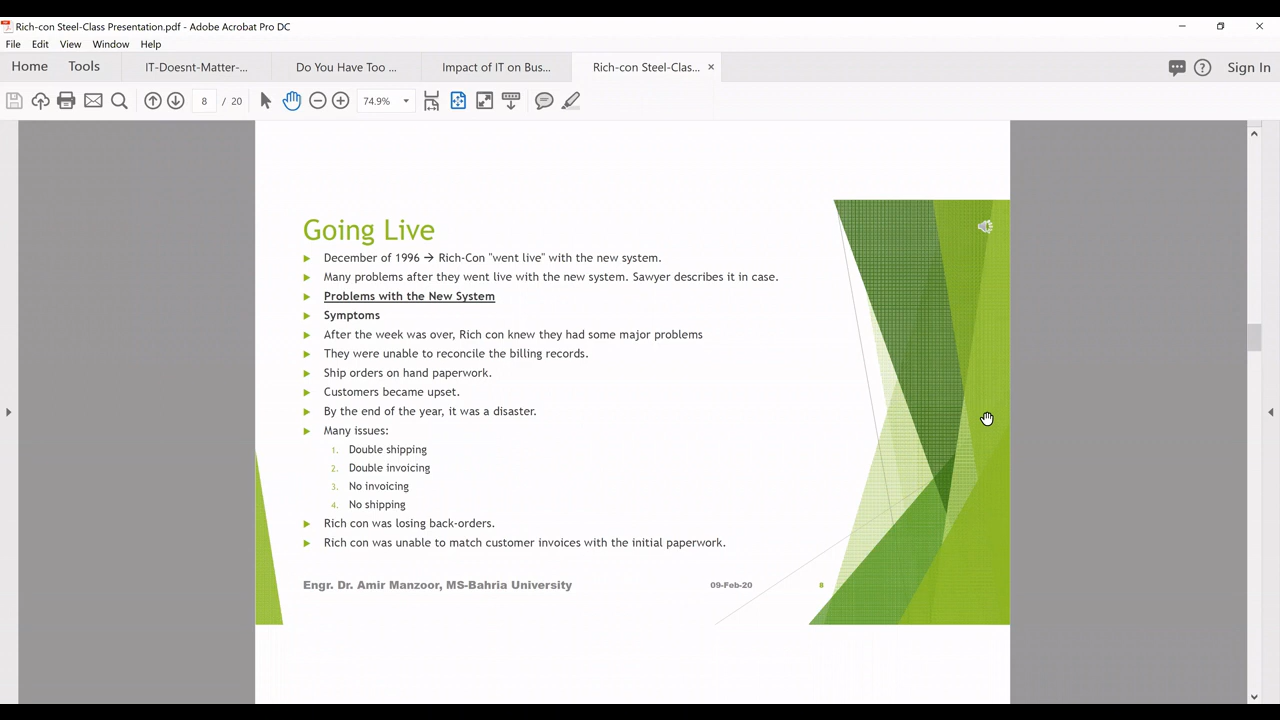 Rich-con Steel-Class Presentation.pdf - Adobe Acrobat Pro DC
File Edit View Window Help
Home Tools IT-Doesnt-Matter-... Do You Have Too ... Impact of IT on Bus... Rich-con Steel-Clas... × Sign In
8 / 20 74.9%
Going Live
December of 1996 → Rich-Con "went live" with the new system.
Many problems after they went live with the new system. Sawyer describes it in case.
Problems with the New System
Symptoms
After the week was over, Rich con knew they had some major problems
They were unable to reconcile the billing records.
Ship orders on hand paperwork.
Customers became upset.
By the end of the year, it was a disaster.
Many issues:
1. Double shipping
2. Double invoicing
3. No invoicing
4. No shipping
Rich con was losing back-orders.
Rich con was unable to match customer invoices with the initial paperwork.
Engr. Dr. Amir Manzoor, MS-Bahria University 09-Feb-20 8